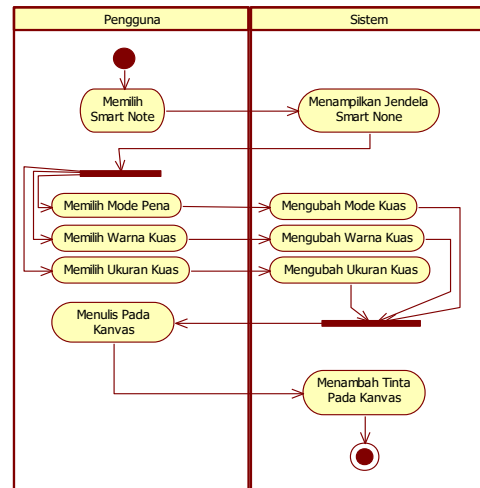 Pengguna
Sistem
Memilih
Smart Note
Menampilkan Jendela
Smart None
Memilih Mode Pena
Mengubah Mode Kuas
Memilih Warna Kuas
Mengubah Warna Kuas
Memilih Ukuran Kuas
Mengubah Ukuran Kuas
Menulis Pada
Kanvas
Menambah Tinta
Pada Kanvas